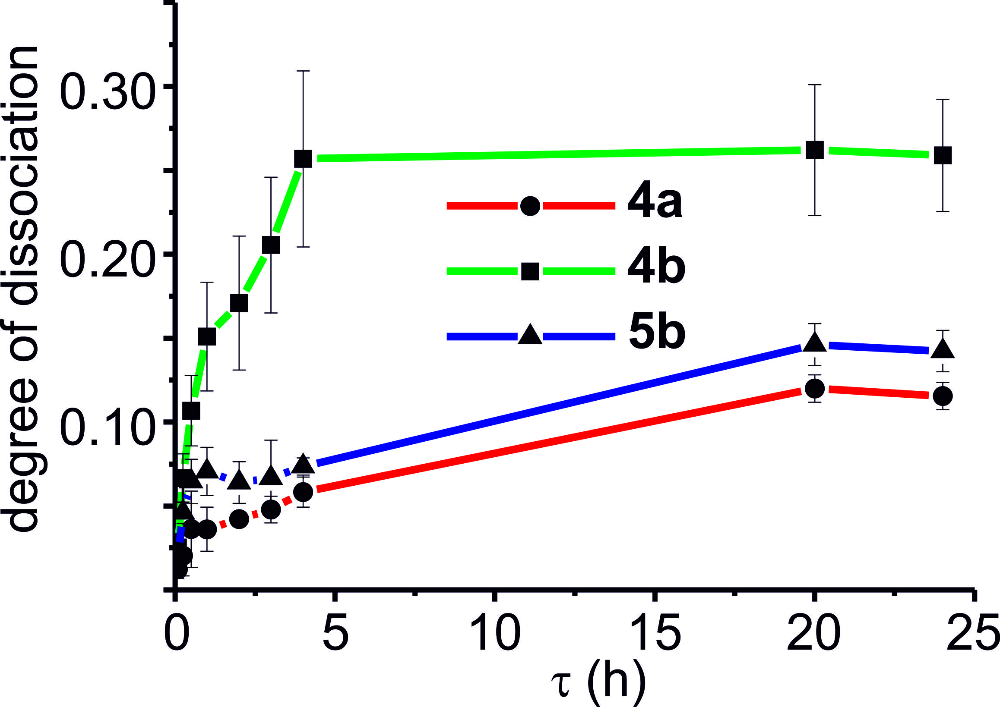 degree of dissociation
0.30
0.20
0.10
4a
4b
5b
0 5 10 15 20 25
τ (h)